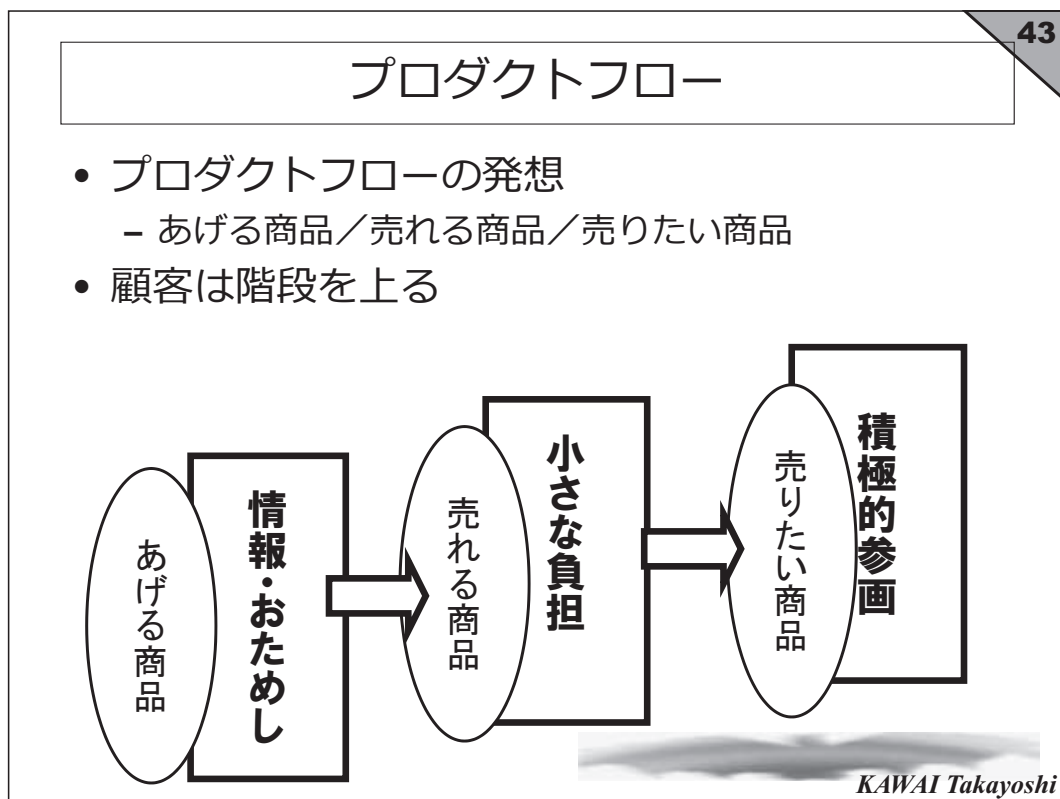 43
プロダクトフロー
• プロダクトフローの発想
– あげる商品／売れる商品／売りたい商品
• 顧客は階段を上る
あげる商品
情報・おためし
売れる商品
小さな負担
売りたい商品
積極的参画
KAWAI Takayoshi